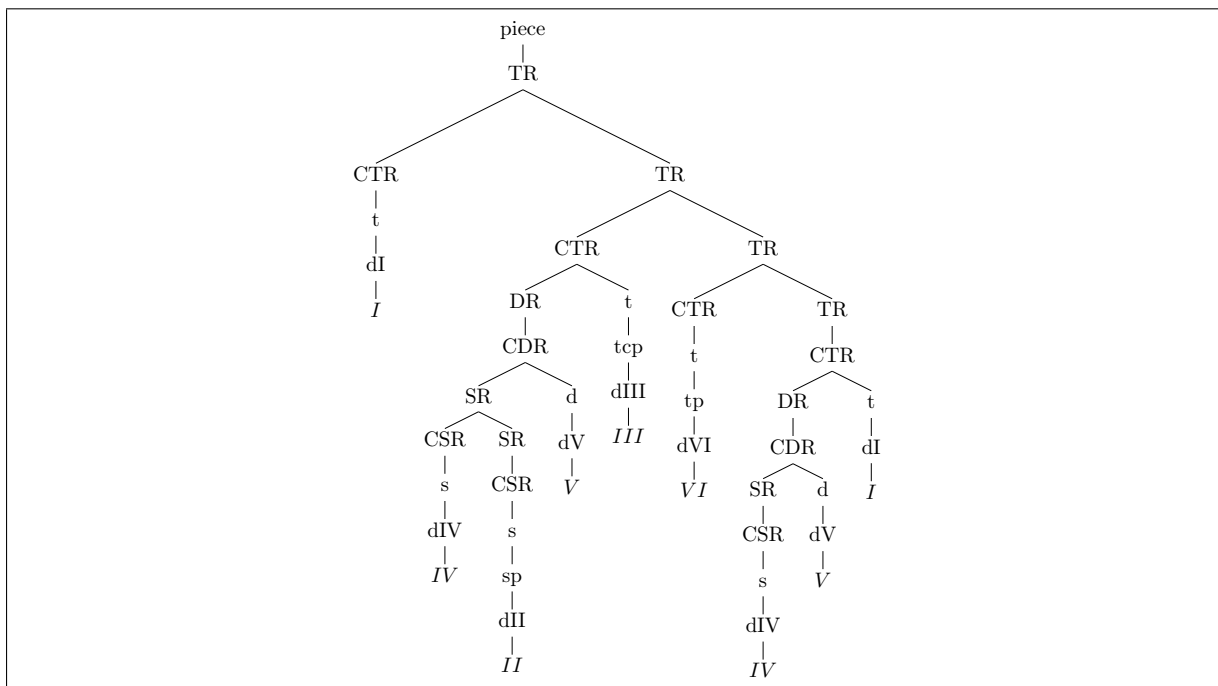 piece
TR
CTR TR
t CTR TR
dI DR t CTR TR
I CDR tcp t CTR
SR d dIII tp DR t
CSR SR dV III dVI CDR dI
s CSR V VI SR d I
dIV s CSR dV
IV sp s V
dII dIV
II IV